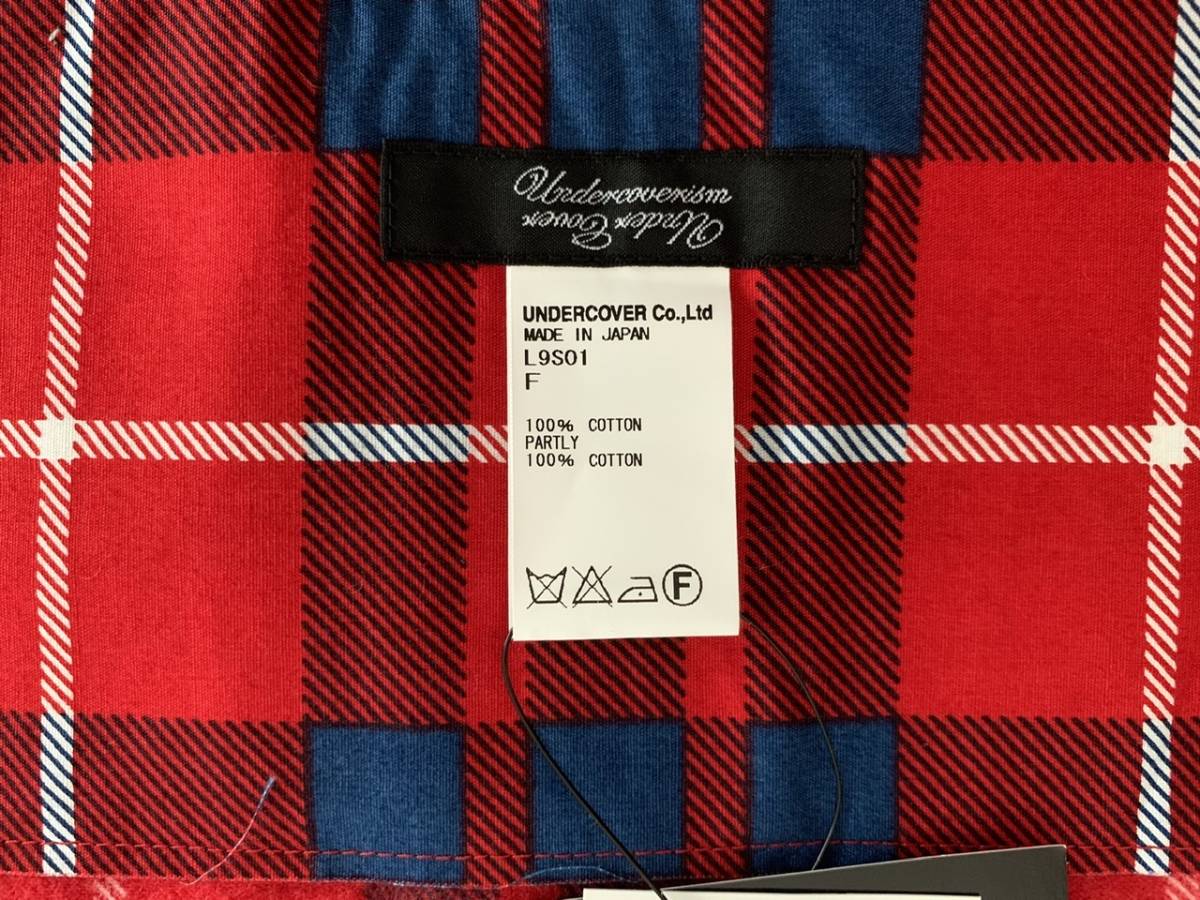 Undercoverism
Under Cover
UNDERCOVER Co.,Ltd
MADE IN JAPAN
L9S01
F
100% COTTON
PARTLY
100% COTTON
F